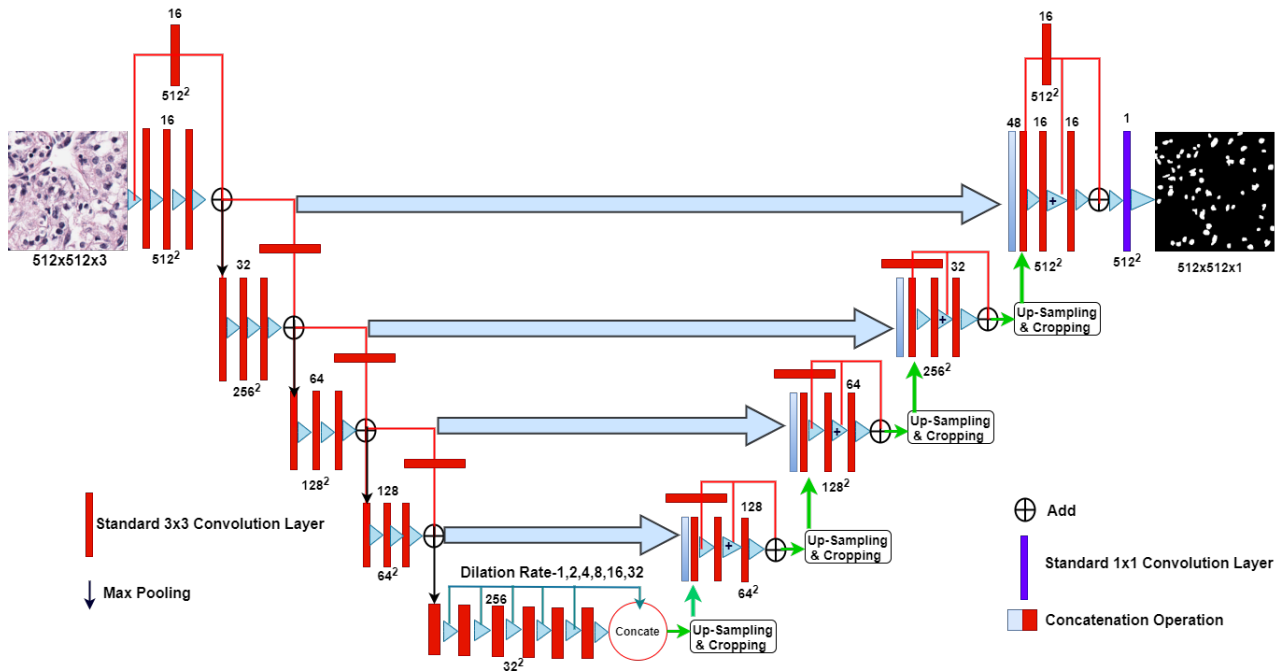 16
512²
16
512²
512x512x3
32
256²
64
128²
128
64²
Dilation Rate-1,2,4,8,16,32
256
32²
Concate
Up-Sampling
& Cropping
128
64²
Up-Sampling
& Cropping
64
128²
Up-Sampling
& Cropping
32
256²
Up-Sampling
& Cropping
16
512²
48
16
16
+
+
+
+
512²
1
512²
512x512x1
Standard 3x3 Convolution Layer
Max Pooling
Add
Standard 1x1 Convolution Layer
Concatenation Operation